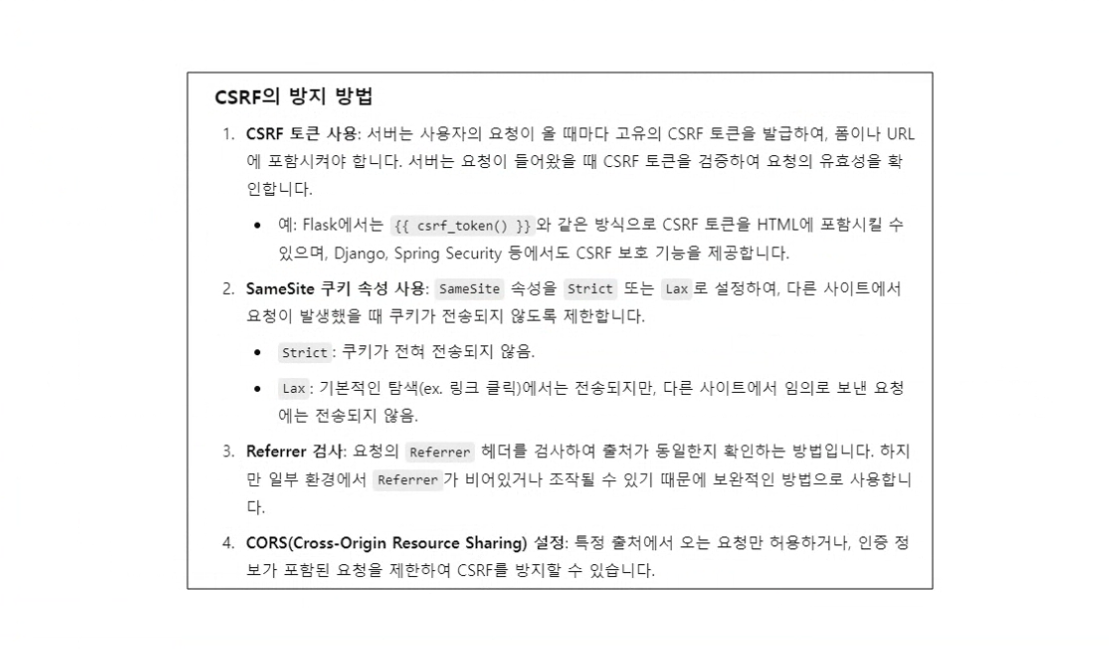 CSRF의 방지 방법
1. CSRF 토큰 사용: 서버는 사용자의 요청이 올 때마다 고유의 CSRF 토큰을 발급하여, 폼이나 URL
에 포함시켜야 합니다. 서버는 요청이 들어왔을 때 CSRF 토큰을 검증하여 요청의 유효성을 확
인합니다.
• 예: Flask에서는 {{ csrf_token() }}와 같은 방식으로 CSRF 토큰을 HTML에 포함시킬 수
있으며, Django, Spring Security 등에서도 CSRF 보호 기능을 제공합니다.
2. SameSite 쿠키 속성 사용: SameSite 속성을 Strict 또는 Lax로 설정하여, 다른 사이트에서
요청이 발생했을 때 쿠키가 전송되지 않도록 제한합니다.
• Strict: 쿠키가 전혀 전송되지 않음.
• Lax: 기본적인 탐색(ex. 링크 클릭)에서는 전송되지만, 다른 사이트에서 임의로 보낸 요청
에는 전송되지 않음.
3. Referrer 검사: 요청의 Referrer 헤더를 검사하여 출처가 동일한지 확인하는 방법입니다. 하지
만 일부 환경에서 Referrer가 비어있거나 조작될 수 있기 때문에 보완적인 방법으로 사용합니
다.
4. CORS(Cross-Origin Resource Sharing) 설정: 특정 출처에서 오는 요청만 허용하거나, 인증 정
보가 포함된 요청을 제한하여 CSRF를 방지할 수 있습니다.